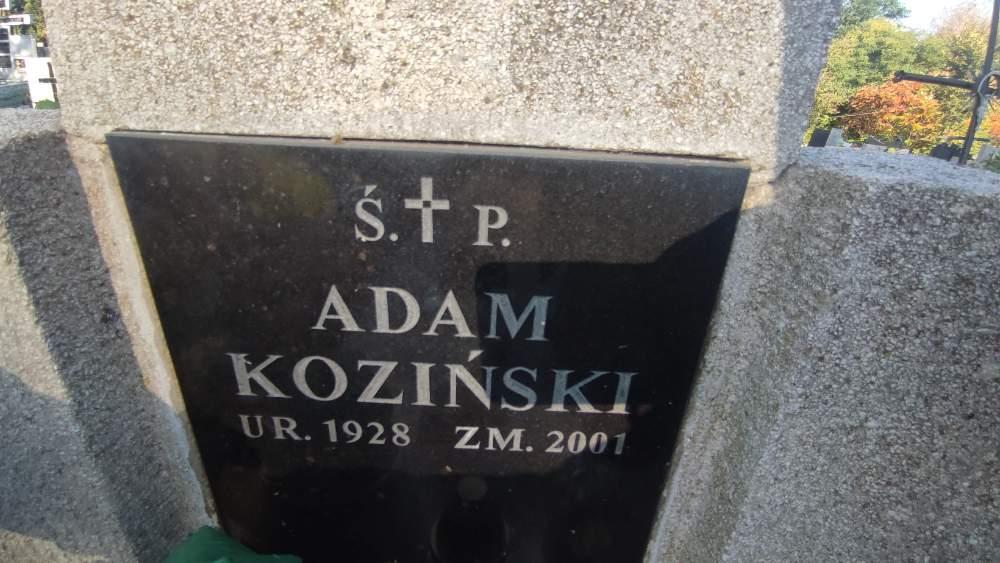 Ś. P.
ADAM
KOZIŃSKI
UR. 1928 ZM. 2001